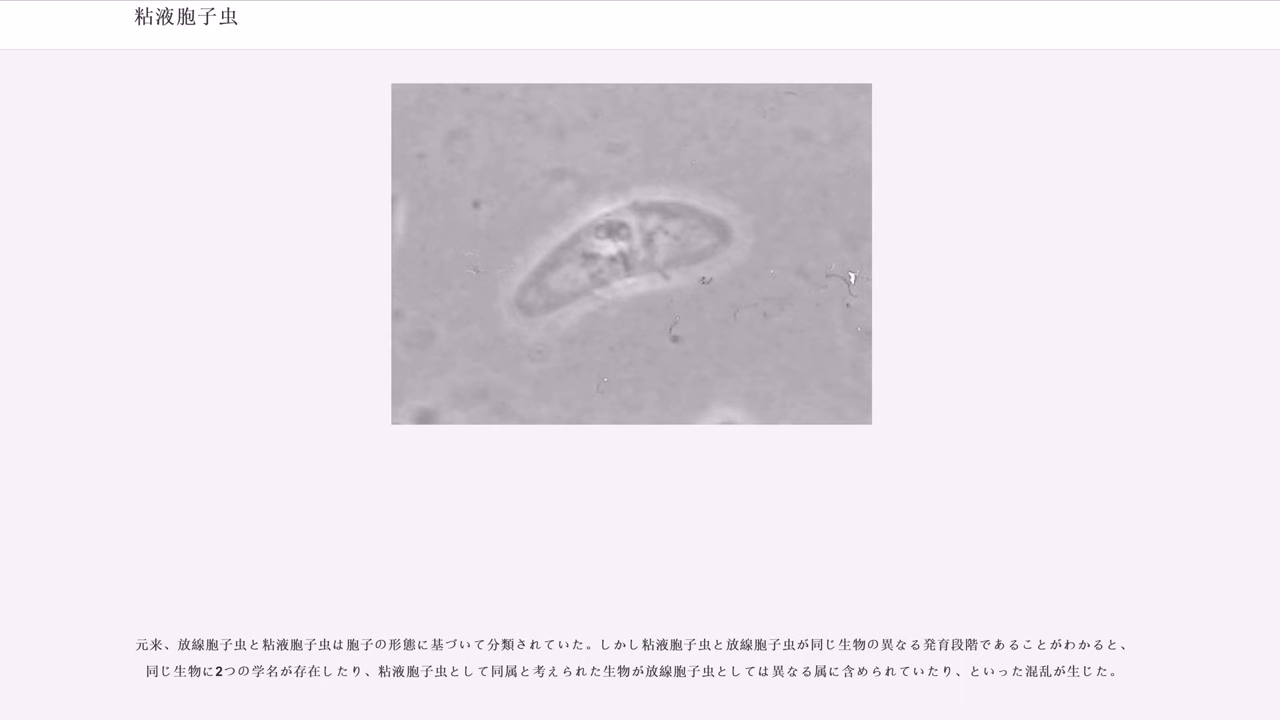 粘液胞子虫
元来、放線胞子虫と粘液胞子虫は胞子の形態に基づいて分類されていた。しかし粘液胞子虫と放線胞子虫が同じ生物の異なる発育段階であることがわかると、
同じ生物に2つの学名が存在したり、粘液胞子虫として同属と考えられた生物が放線胞子虫としては異なる属に含められていたり、といった混乱が生じた。